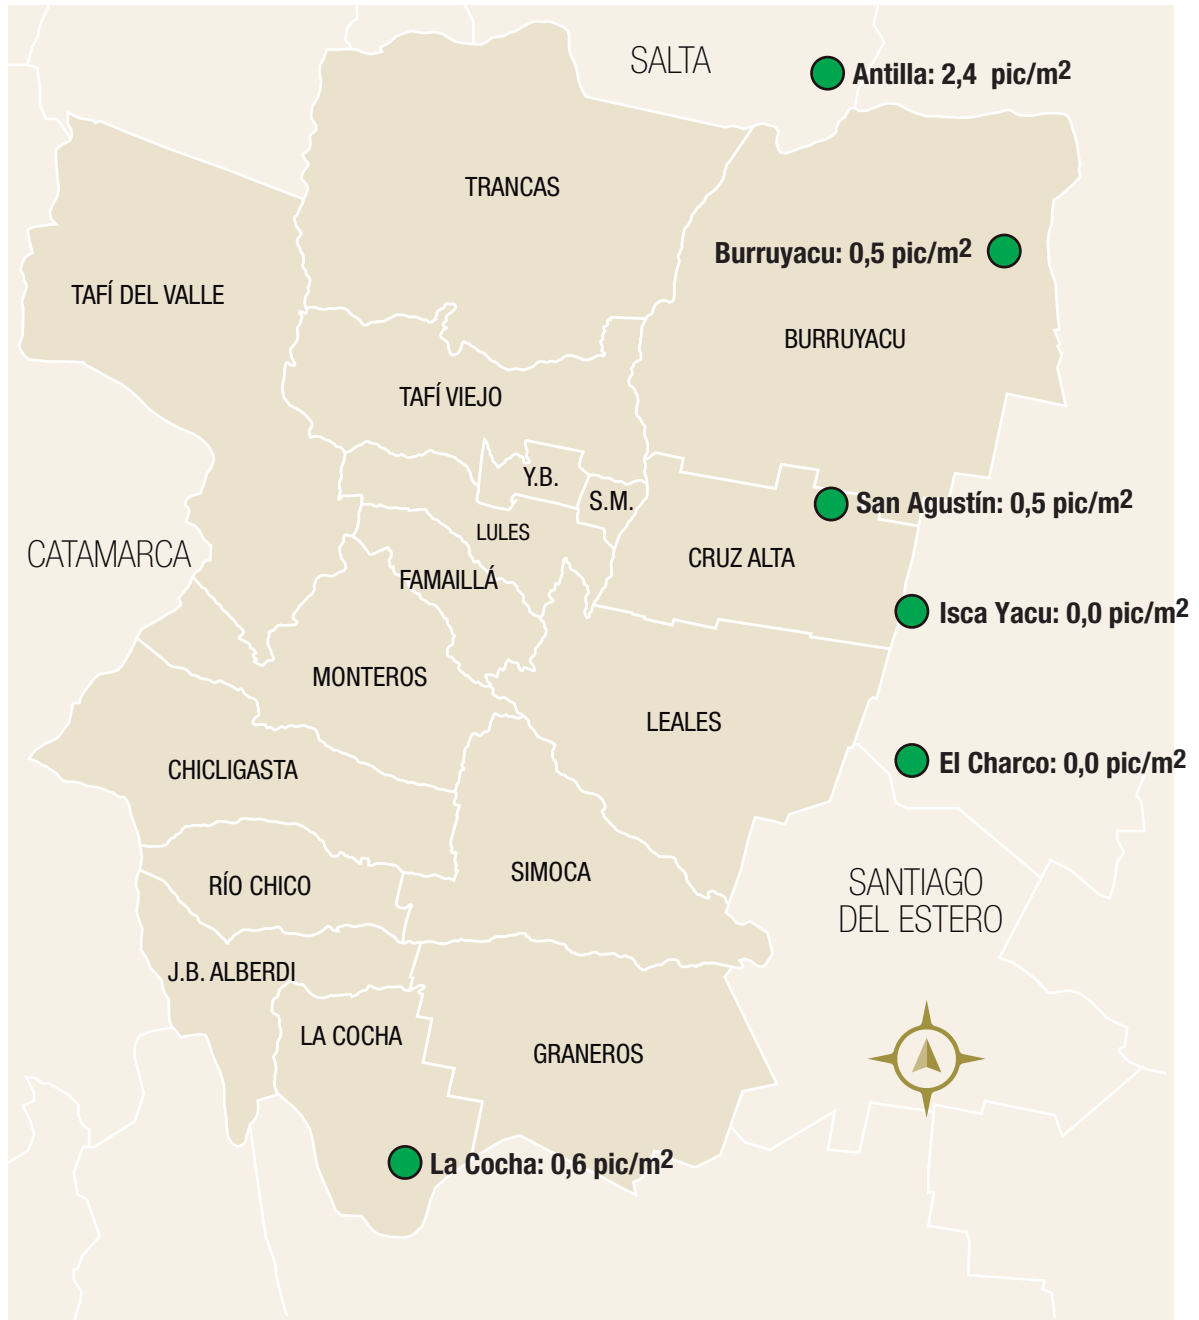 SALTA
Antilla: 2,4 pic/m²
TRANCAS
Burruyacu: 0,5 pic/m²
TAFÍ DEL VALLE
BURRUYACU
TAFÍ VIEJO
Y.B.
S.M.
San Agustín: 0,5 pic/m²
LULES
CATAMARCA
CRUZ ALTA
FAMAILLÁ
Isca Yacu: 0,0 pic/m²
MONTEROS
LEALES
El Charco: 0,0 pic/m²
CHICLIGASTA
SIMOCA
RÍO CHICO
SANTIAGO
DEL ESTERO
J.B. ALBERDI
LA COCHA
GRANEROS
La Cocha: 0,6 pic/m²